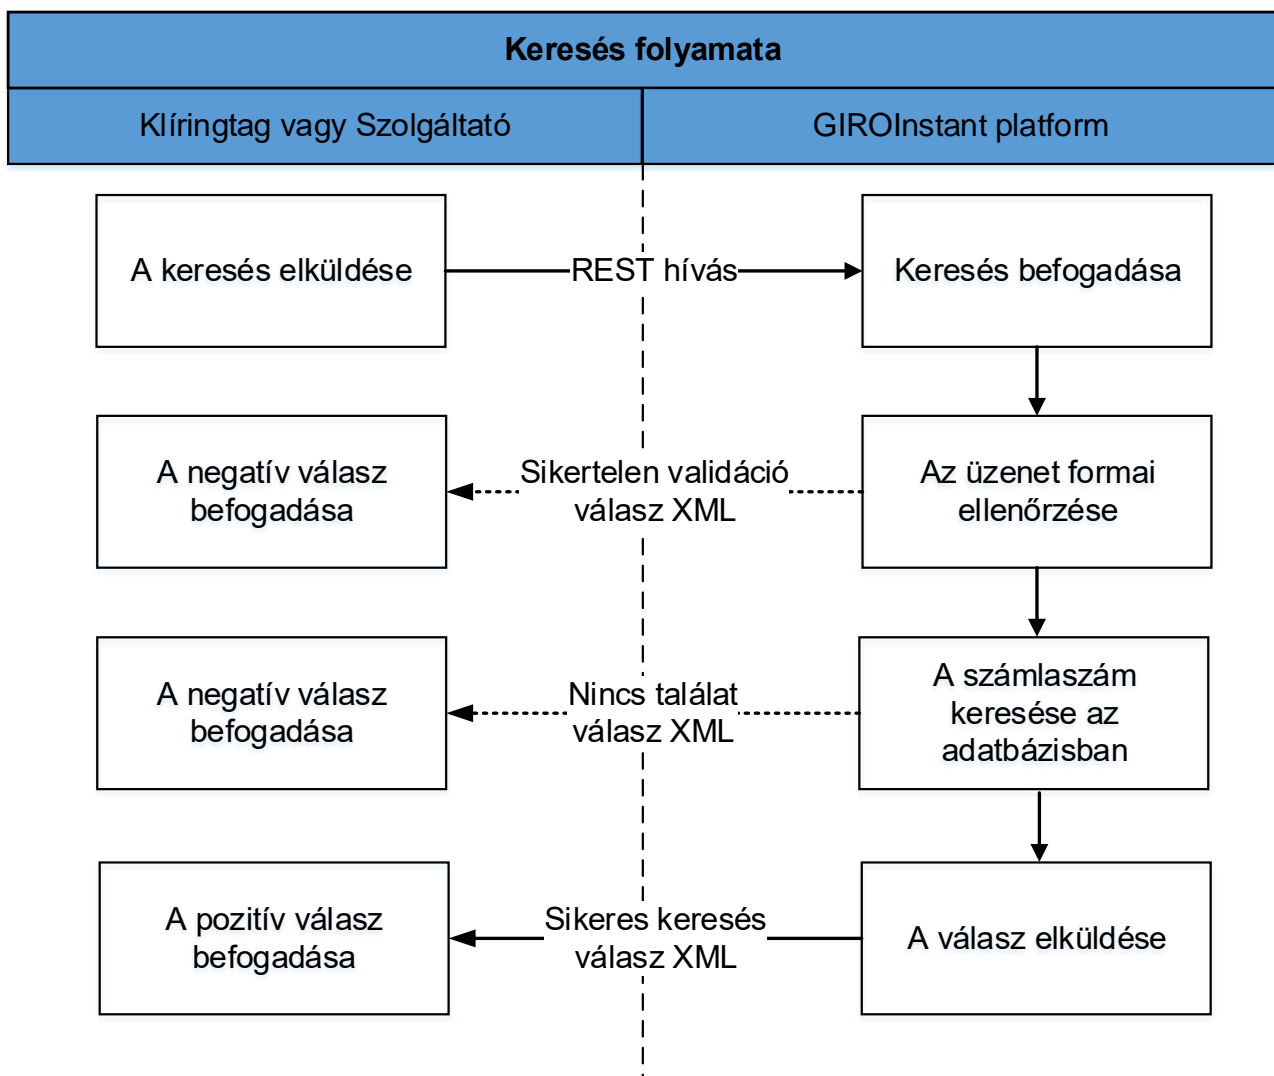 Keresés folyamata
Klíringtag vagy Szolgáltató
GIROInstant platform
A keresés elküldése
REST hívás
Keresés befogadása
A negatív válasz
befogadása
Sikertelen validáció
válasz XML
Az üzenet formai
ellenőrzése
A negatív válasz
befogadása
Nincs találat
válasz XML
A számlaszám
keresése az
adatbázisban
A pozitív válasz
befogadása
Sikeres keresés
válasz XML
A válasz elküldése